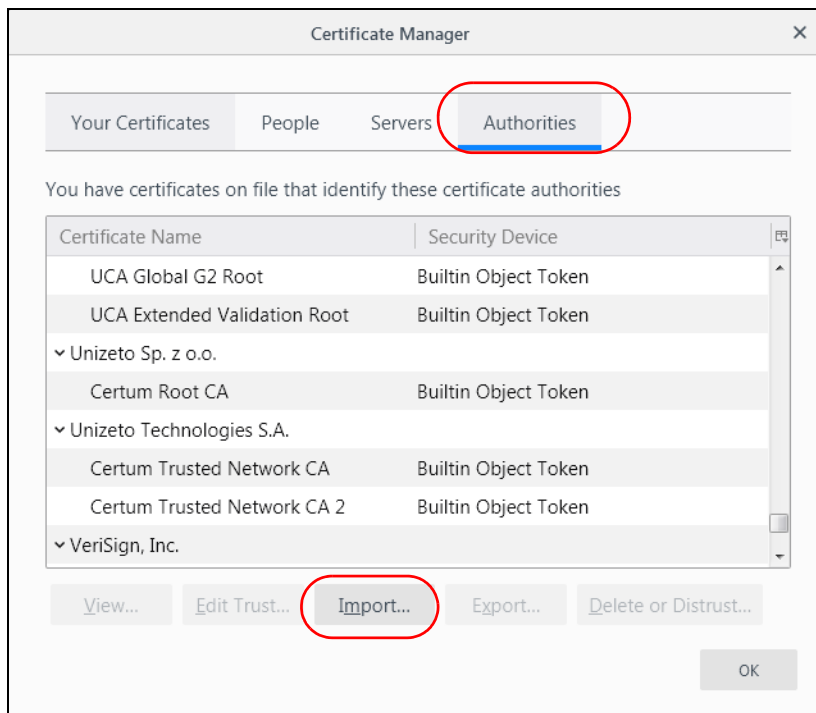 Certificate Manager
Your Certificates People Servers Authorities
You have certificates on file that identify these certificate authorities
Certificate Name Security Device
UCA Global G2 Root Builtin Object Token
UCA Extended Validation Root Builtin Object Token
Unizeto Sp. z o.o.
Certum Root CA Builtin Object Token
Unizeto Technologies S.A.
Certum Trusted Network CA Builtin Object Token
Certum Trusted Network CA 2 Builtin Object Token
VeriSign, Inc.
View... Edit Trust... Import... Export... Delete or Distrust...
OK